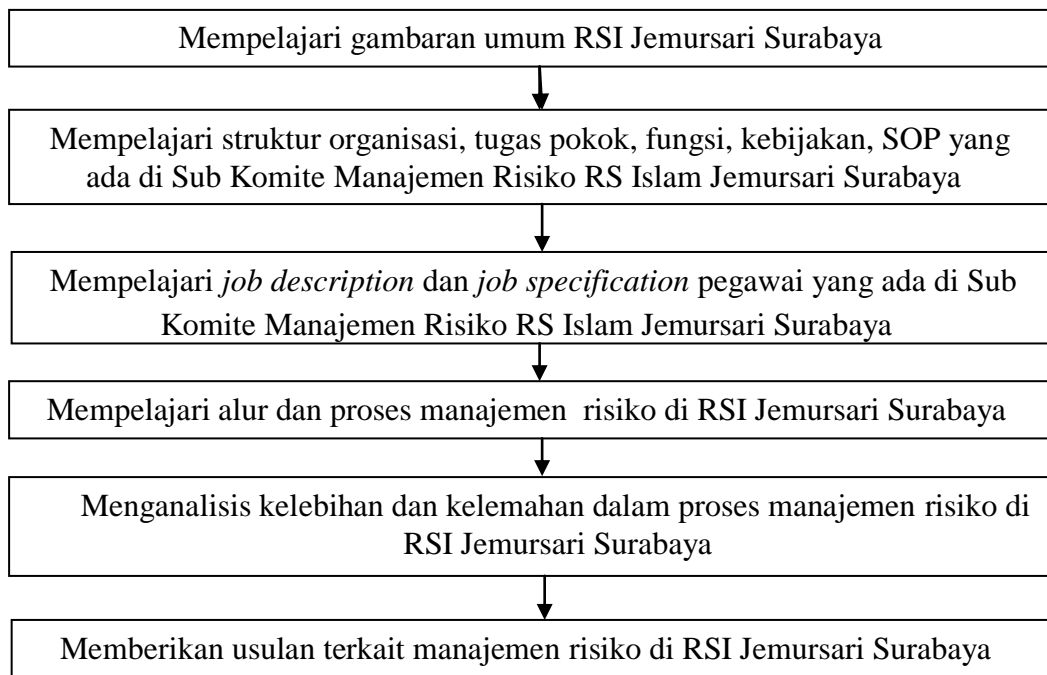 Mempelajari gambaran umum RSI Jemursari Surabaya
Mempelajari struktur organisasi, tugas pokok, fungsi, kebijakan, SOP yang
ada di Sub Komite Manajemen Risiko RS Islam Jemursari Surabaya
Mempelajari job description dan job specification pegawai yang ada di Sub
Komite Manajemen Risiko RS Islam Jemursari Surabaya
Mempelajari alur dan proses manajemen risiko di RSI Jemursari Surabaya
Menganalisis kelebihan dan kelemahan dalam proses manajemen risiko di
RSI Jemursari Surabaya
Memberikan usulan terkait manajemen risiko di RSI Jemursari Surabaya